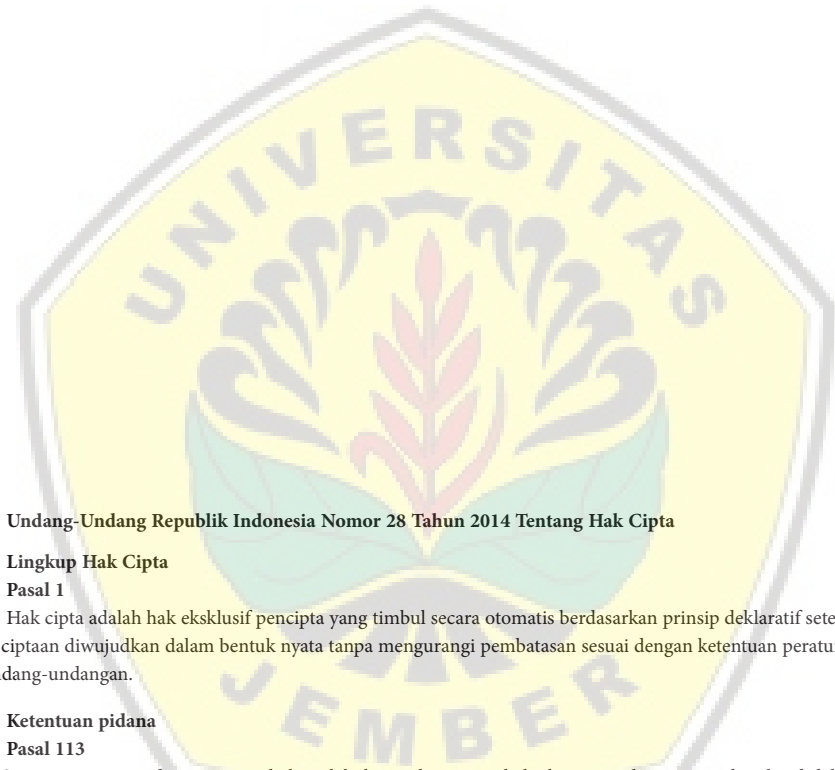 UNIVERSITAS
Undang-Undang Republik Indonesia Nomor 28 Tahun 2014 Tentang Hak Cipta
Lingkup Hak Cipta
Pasal 1
Hak cipta adalah hak eksklusif pencipta yang timbul secara otomatis berdasarkan prinsip deklaratif sete
ciptaan diwujudkan dalam bentuk nyata tanpa mengurangi pembatasan sesuai dengan ketentuan peratu
dang-undangan.
JEMBER
Ketentuan pidana
Pasal 113